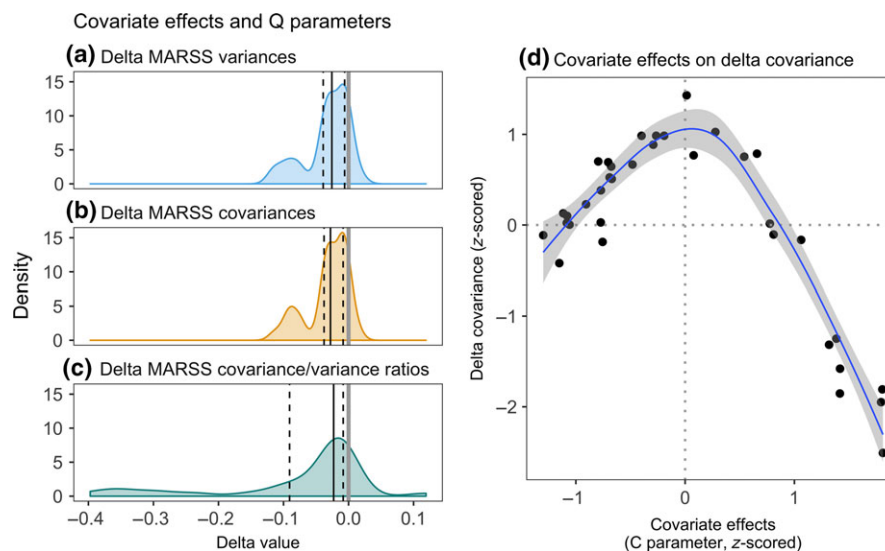 Covariate effects and Q parameters
(a) Delta MARSS variances
15
10
5
0
(b) Delta MARSS covariances
15
10
5
0
Density
(c) Delta MARSS covariance/variance ratios
15
10
5
0
−0.4 −0.3 −0.2 −0.1 0.0 0.1
Delta value
(d) Covariate effects on delta covariance
1
0
−1
−2
Delta covariance (z-scored)
−1 0 1
Covariate effects
(C parameter, z-scored)